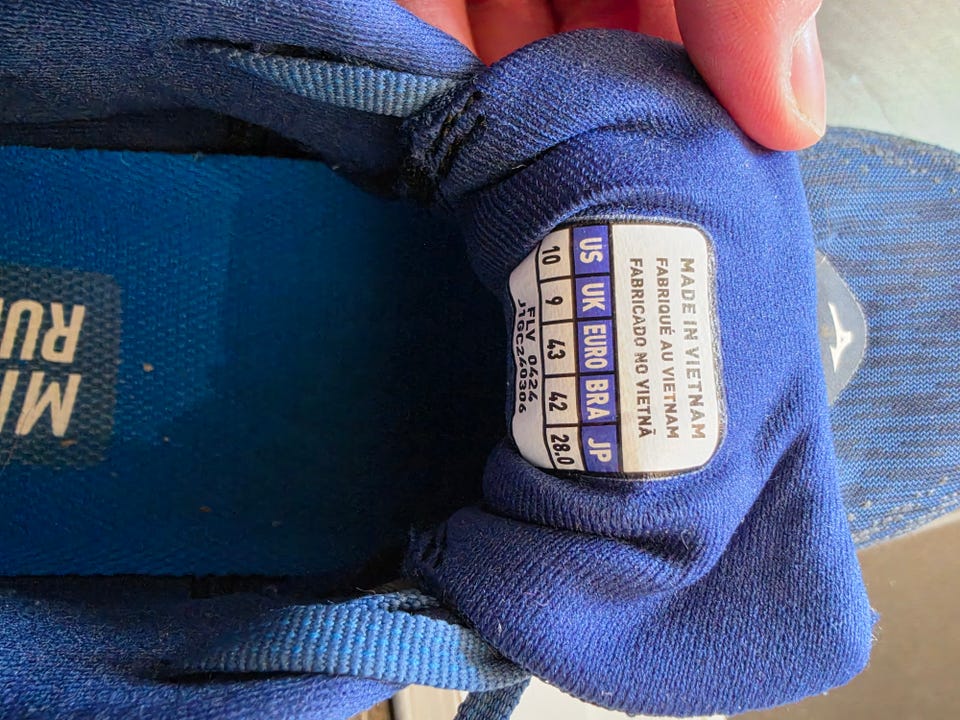 MADE IN VIETNAM
FABRIQUÉ AU VIETNAM
FABRICADO NO VIETNÃ
US UK EURO BRA JP
10 9 43 42 28.0
FLV 0424
J1GC240306